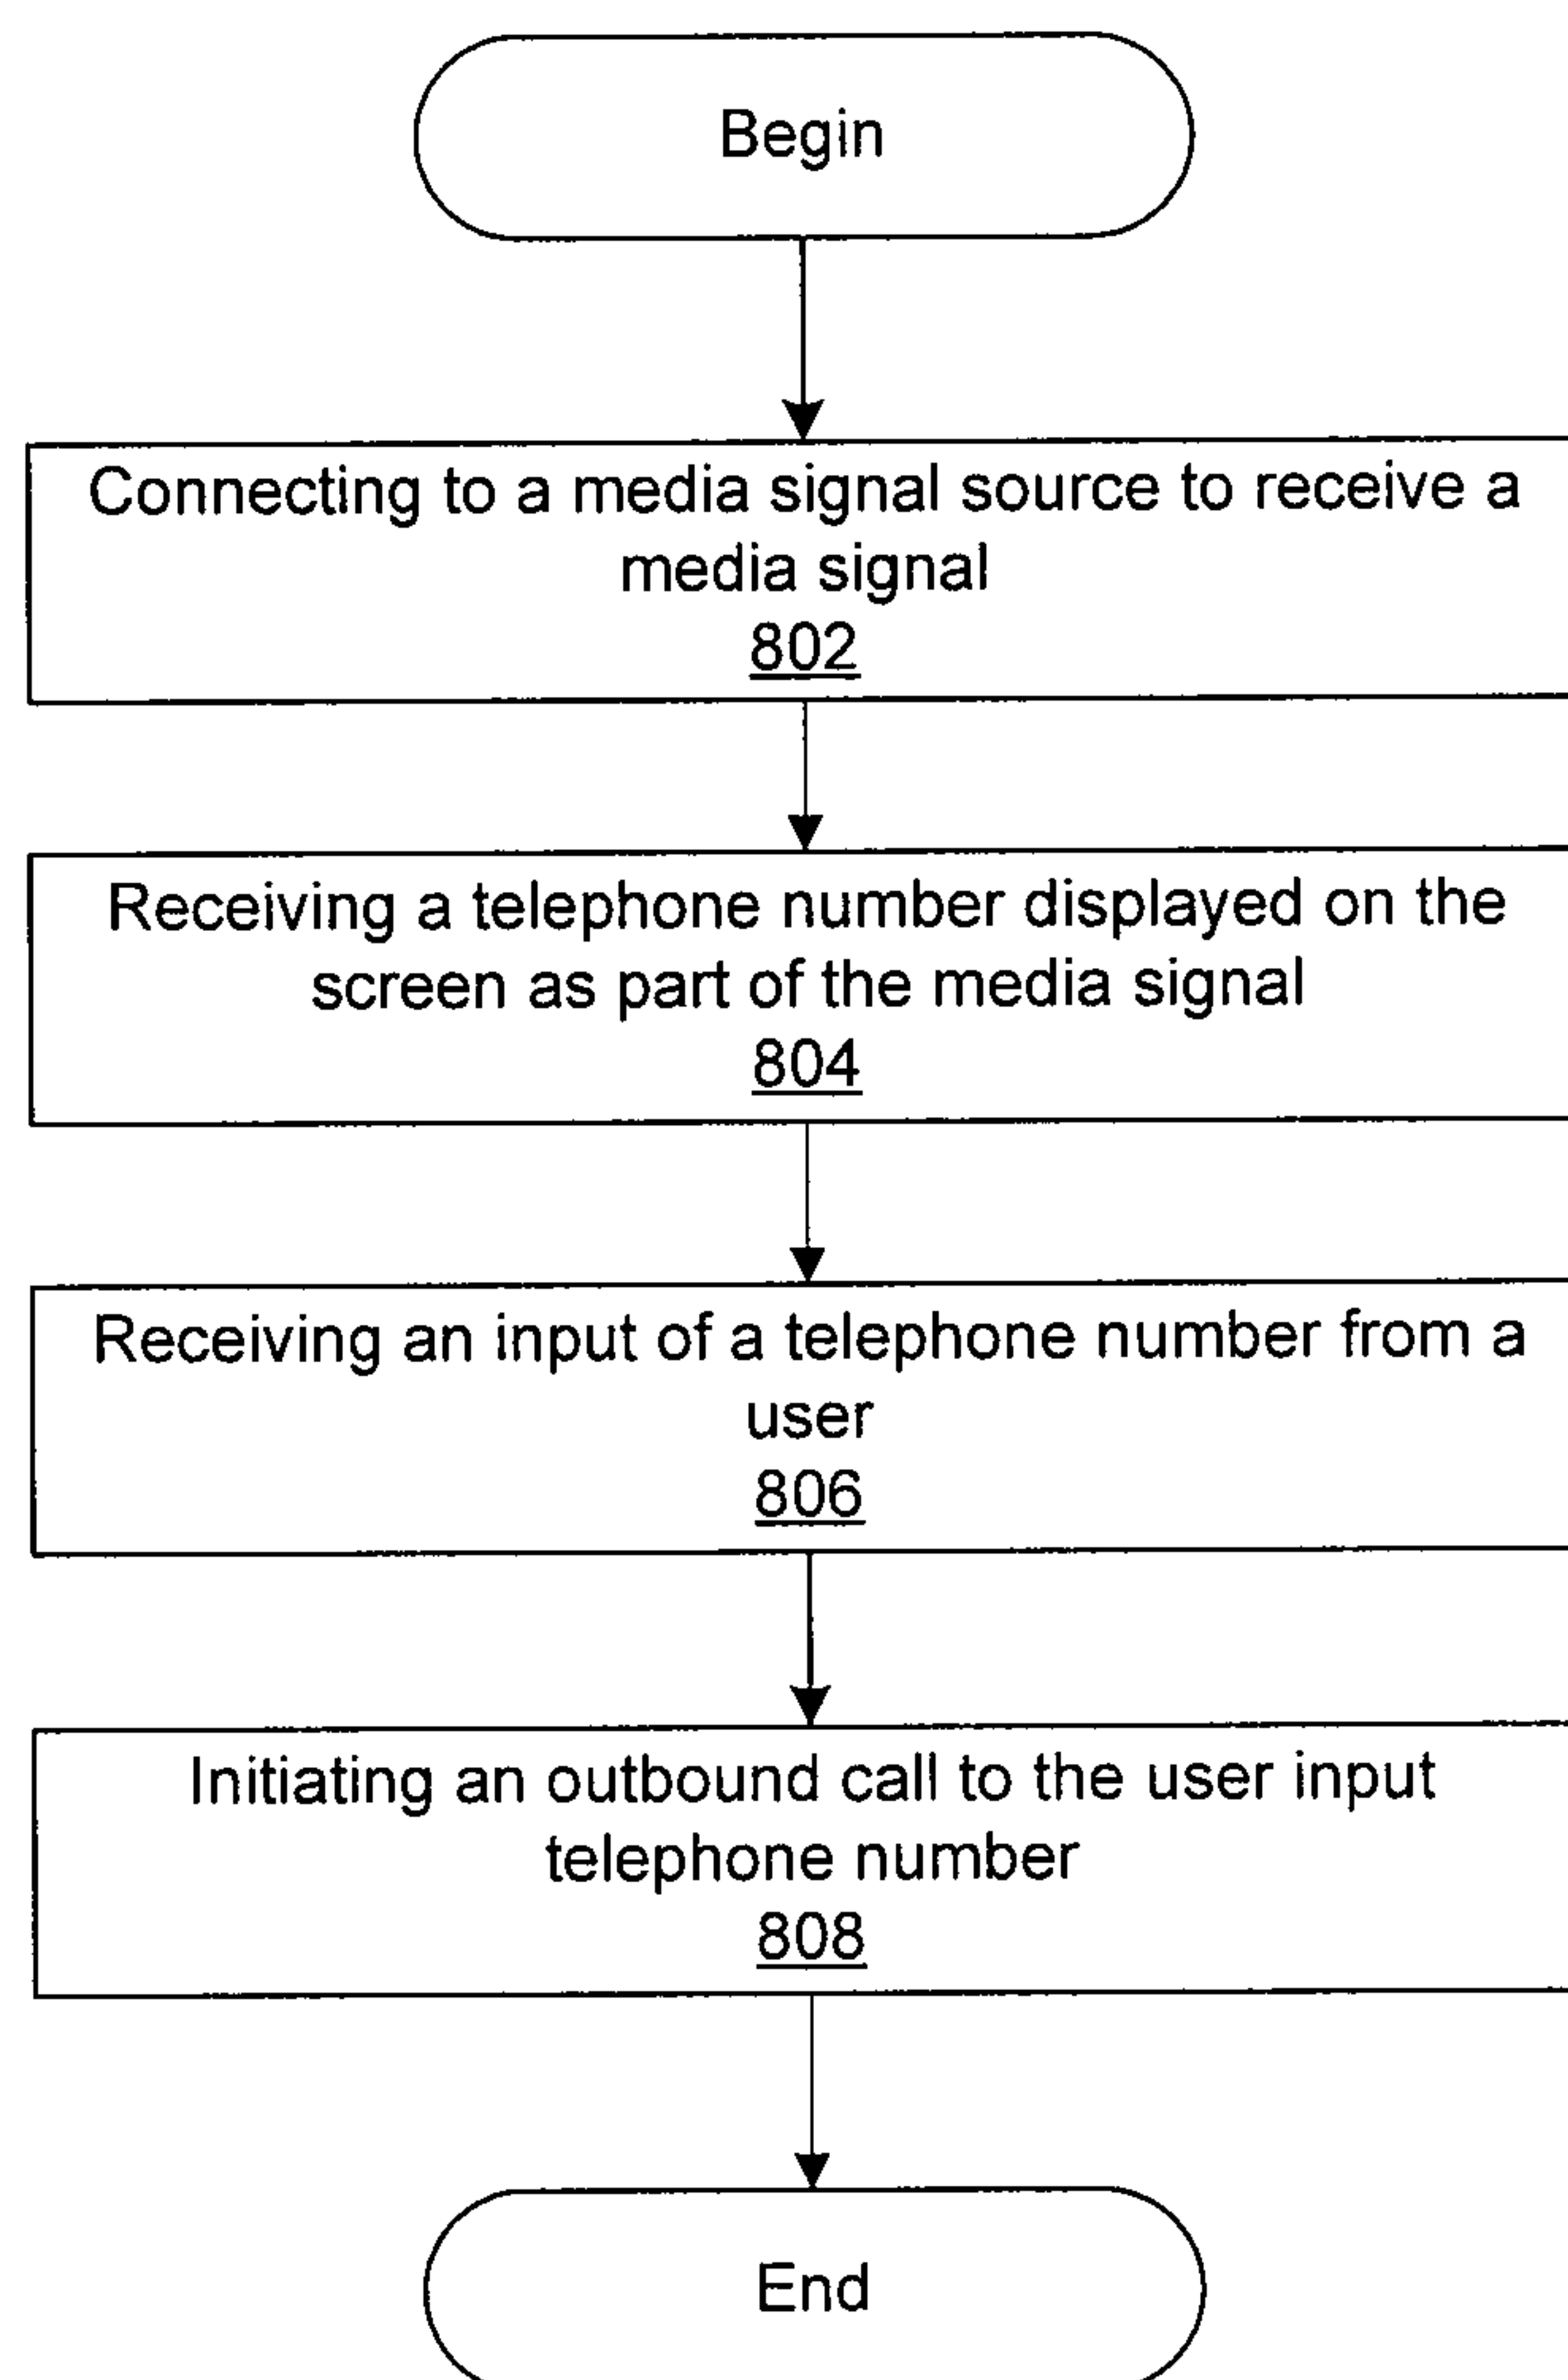 Begin
Connecting to a media signal source to receive a
media signal
802
Receiving a telephone number displayed on the
screen as part of the media signal
804
Receiving an input of a telephone number from a
user
806
Initiating an outbound call to the user input
telephone number
808
End